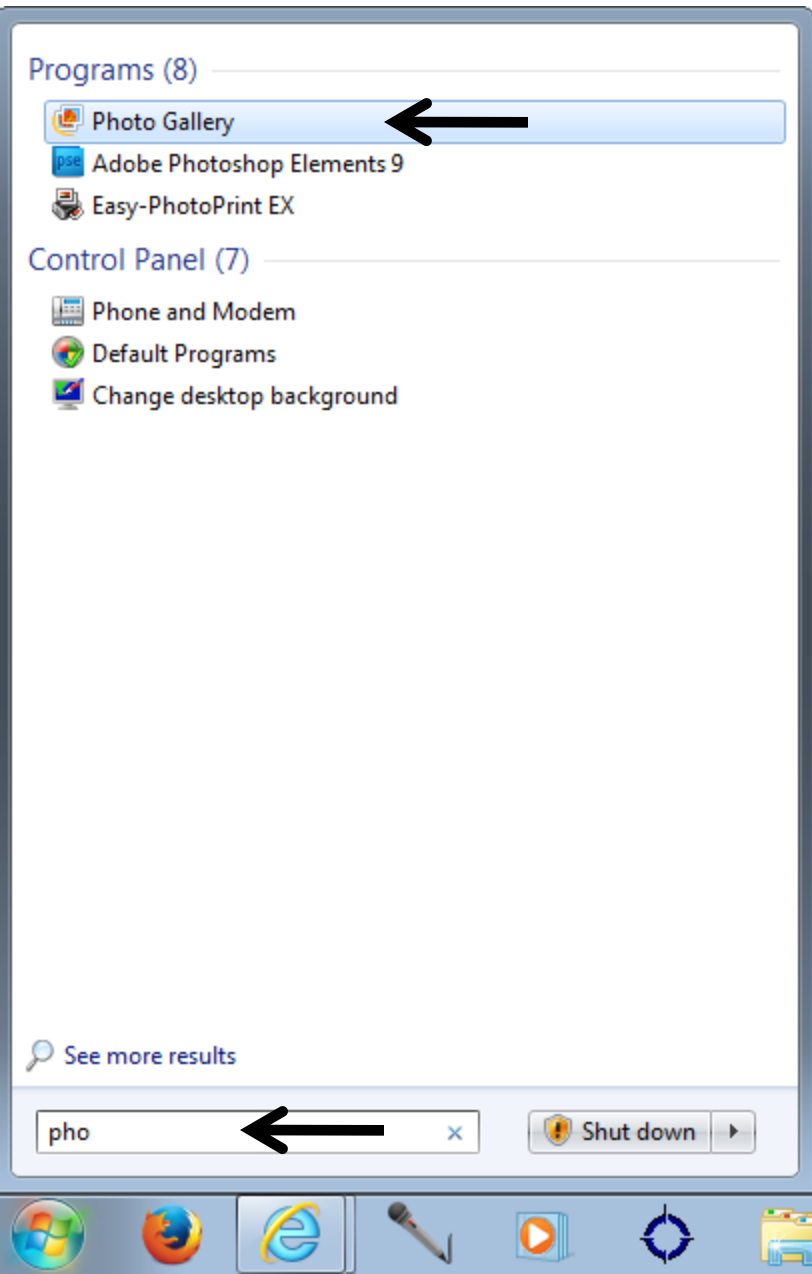 Programs (8)
Photo Gallery
pse Adobe Photoshop Elements 9
Easy-PhotoPrint EX
Control Panel (7)
Phone and Modem
Default Programs
Change desktop background
See more results
pho
Shut down